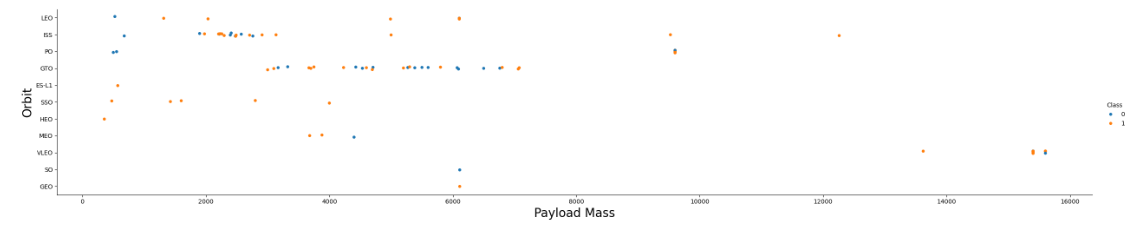 LEO
ISS
PO
GTO
ES-L1
SSO
HEO
MEO
VLEO
SO
GEO
Orbit
0 2000 4000 6000 8000 10000 12000 14000 16000
Payload Mass
Class
0
1